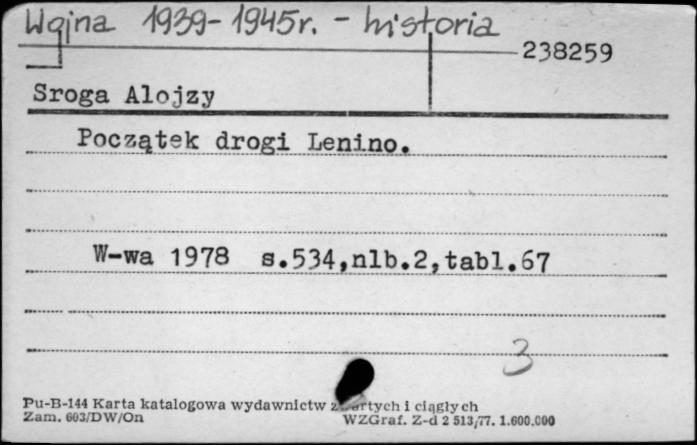 Wojna 1939-1945r. - historia
238259
Sroga Alojzy
Początek drogi Lenino.
W-wa 1978 s.534,nlb.2,tabl.67
3
Pu-B-144 Karta katalogowa wydawnictw i ciągłych
Zam. 603/DW/On WZGraf. Z-d 2 513/77. 1.600.000